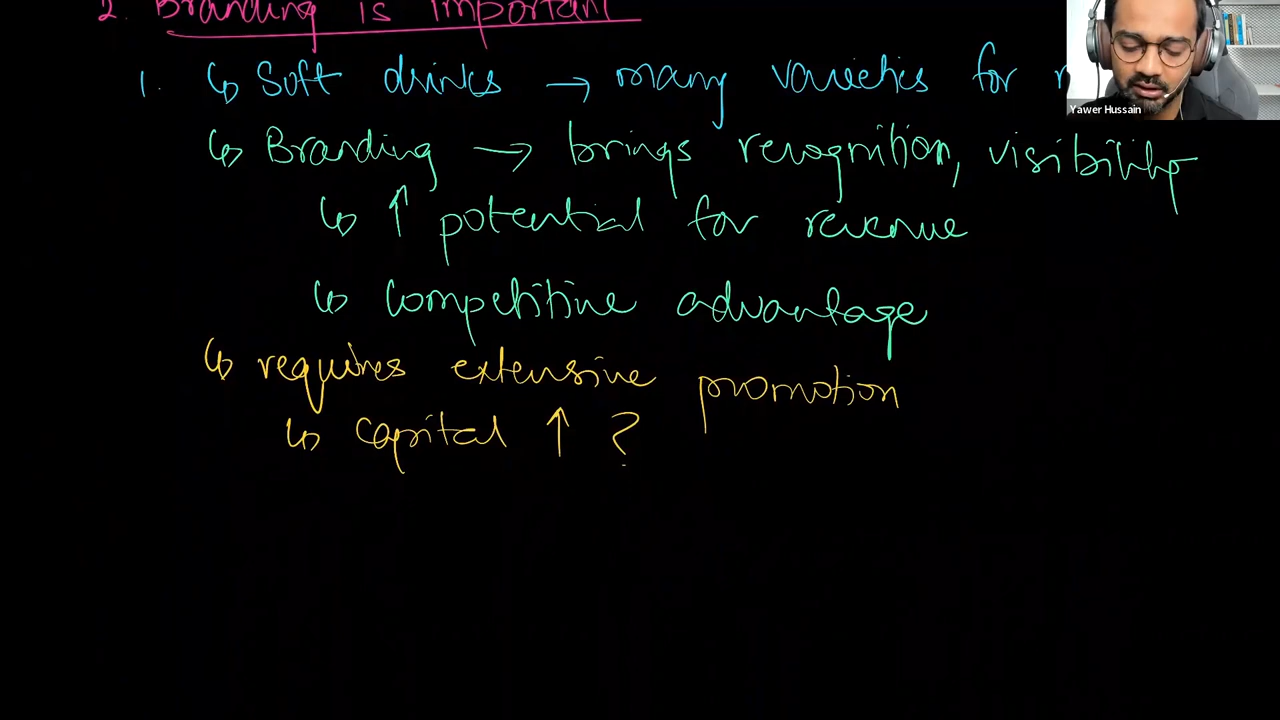 2. Branding is important
1. ↳ Soft drinks → many varieties for
Yawer Hussain
↳ Branding → brings recognition, visibility
↳ ↑ potential for revenue
↳ competitive advantage
↳ requires extensive promotion
↳ capital ↑ ?